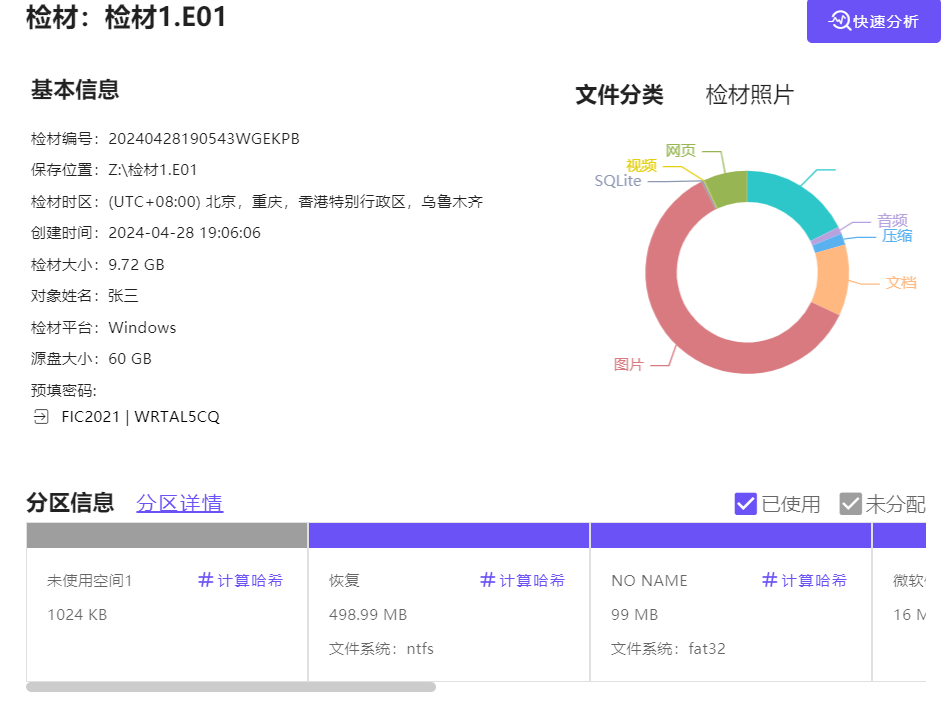 检材：检材1.E01
快速分析
基本信息
检材编号：20240428190543WGEKPB
保存位置：Z:\检材1.E01
检材时区：(UTC+08:00) 北京，重庆，香港特别行政区，乌鲁木齐
创建时间：2024-04-28 19:06:06
检材大小：9.72 GB
对象姓名：张三
检材平台：Windows
源盘大小：60 GB
预填密码：
FIC2021 | WRTAL5CQ
文件分类 检材照片
网页
视频
SQLite
音频
压缩
文档
图片
分区信息 分区详情
已使用 未分配
未使用空间1 #计算哈希
1024 KB
恢复 #计算哈希
498.99 MB
文件系统：ntfs
NO NAME #计算哈希
99 MB
文件系统：fat32
微软
16